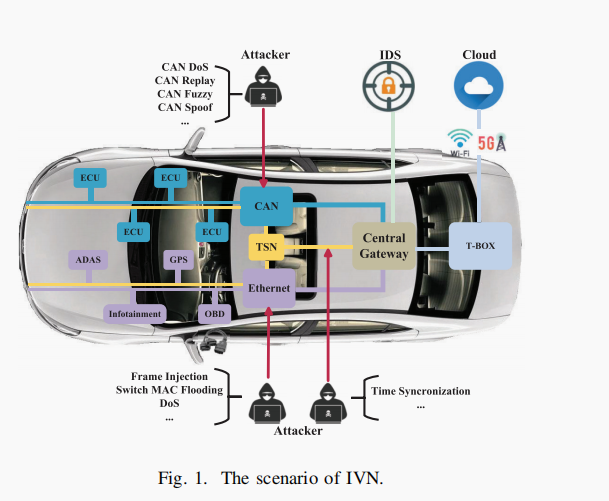 Attacker
IDS
Cloud
CAN DoS
CAN Replay
CAN Fuzzy
CAN Spoof
...
Wi-Fi
5G
ECU
ECU
ECU
ECU
CAN
TSN
Central
Gateway
T-BOX
ADAS
GPS
Ethernet
Infotainment
OBD
Frame Injection
Switch MAC Flooding
DoS
...
Time Syncronization
...
Attacker
Fig. 1. The scenario of IVN.